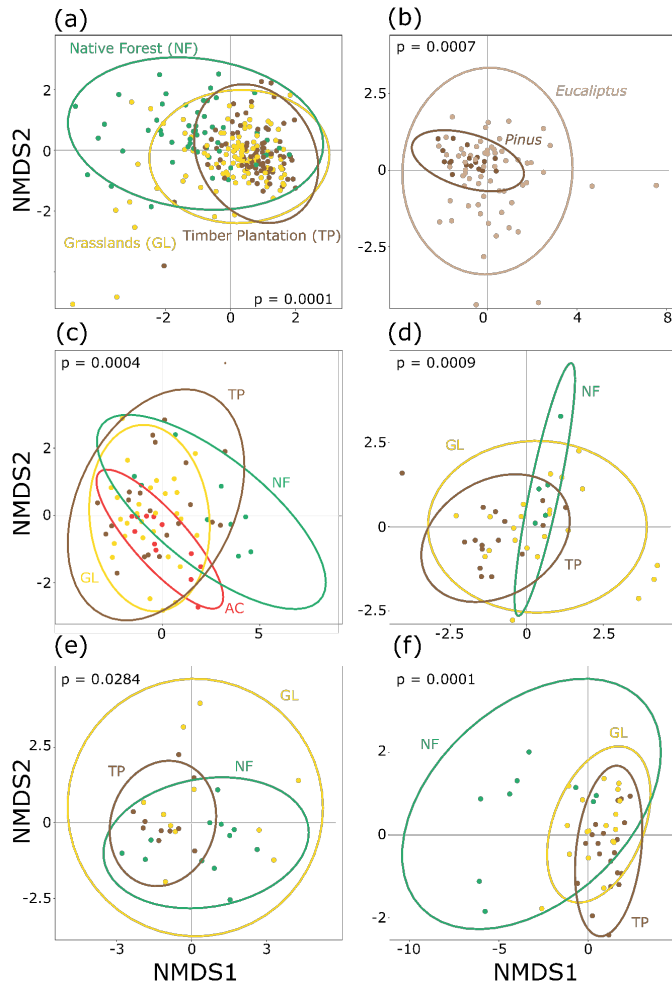 (a)
Native Forest (NF)
2
0
-2
NMDS2
Grasslands (GL)
Timber Plantation (TP)
p = 0.0001
-2
0
2
(b)
p = 0.0007
Eucaliptus
Pinus
2.5
0
-2.5
0
4
8
(c)
p = 0.0004
TP
NF
GL
AC
2
0
-2
NMDS2
0
5
(d)
p = 0.0009
NF
GL
TP
2.5
0
-2.5
-2.5
0
2.5
(e)
p = 0.0284
GL
TP
NF
2.5
0
-2.5
NMDS2
-3
0
3
NMDS1
(f)
p = 0.0001
NF
GL
TP
2
0
-2
-10
-5
0
NMDS1